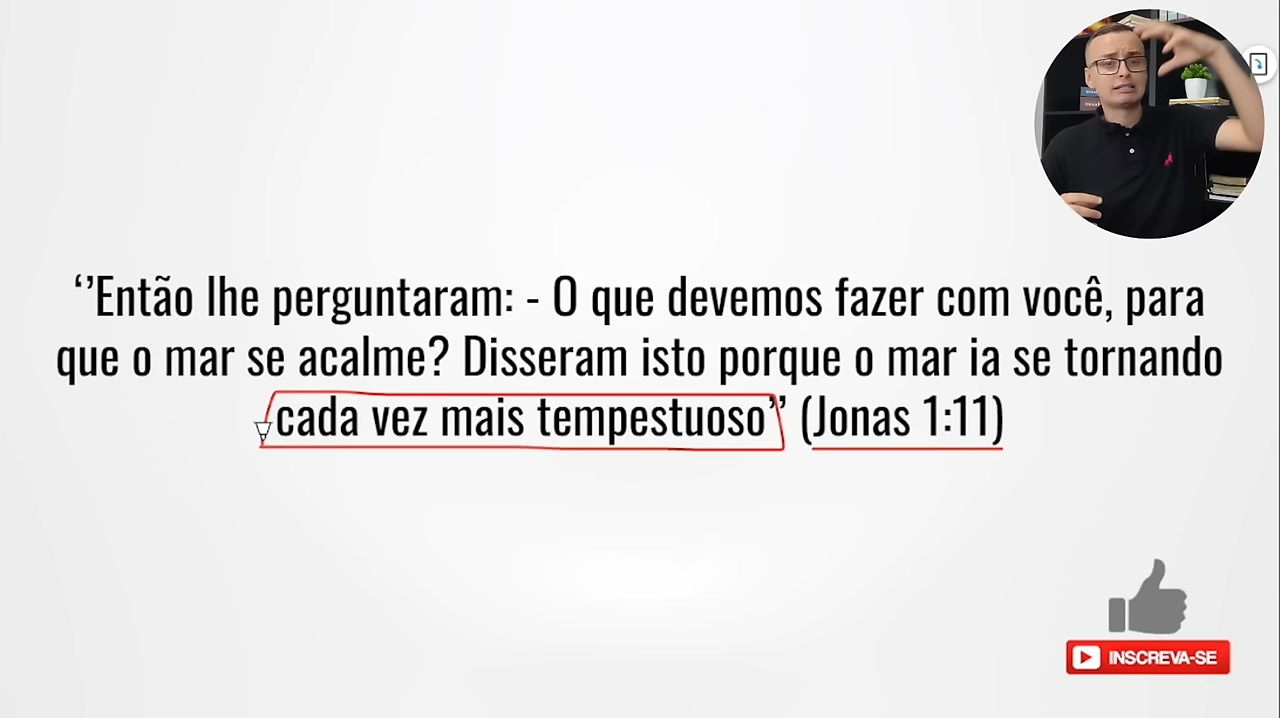 ‘’Então lhe perguntaram: - O que devemos fazer com você, para
que o mar se acalme? Disseram isto porque o mar ia se tornando
cada vez mais tempestuoso’’ (Jonas 1:11)
INSCREVA-SE